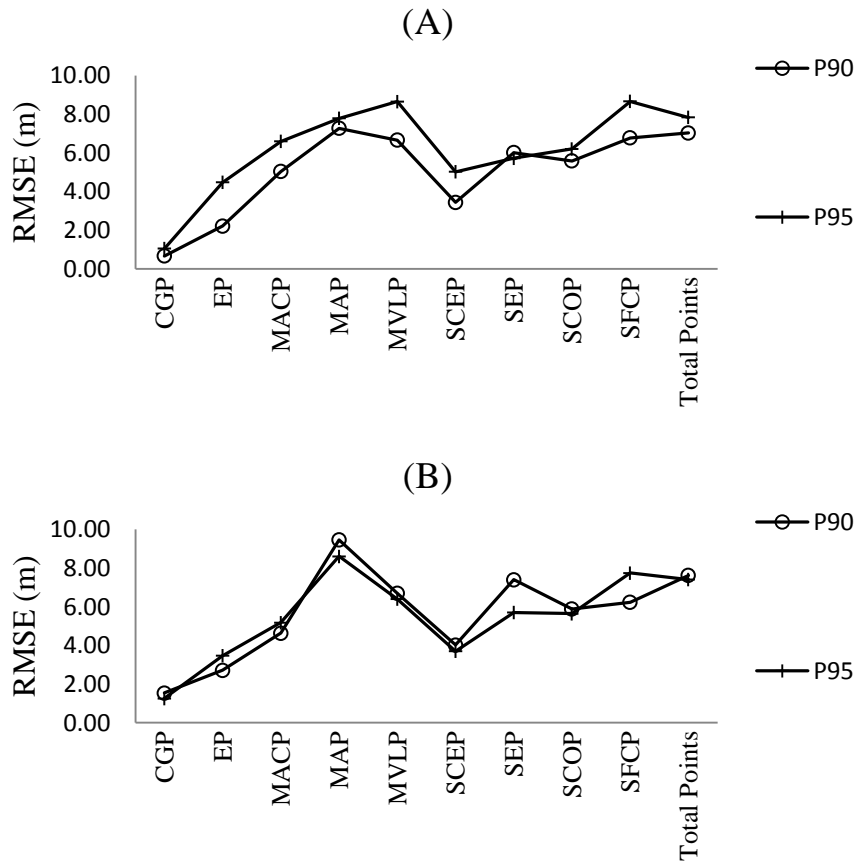 (A)
10.00
8.00
6.00
4.00
2.00
0.00
RMSE (m)
CGP
EP
MACP
MAP
MVLP
SCEP
SEP
SCOP
SFCP
Total Points
P90
P95
(B)
10.00
8.00
6.00
4.00
2.00
0.00
RMSE (m)
CGP
EP
MACP
MAP
MVLP
SCEP
SEP
SCOP
SFCP
Total Points
P90
P95